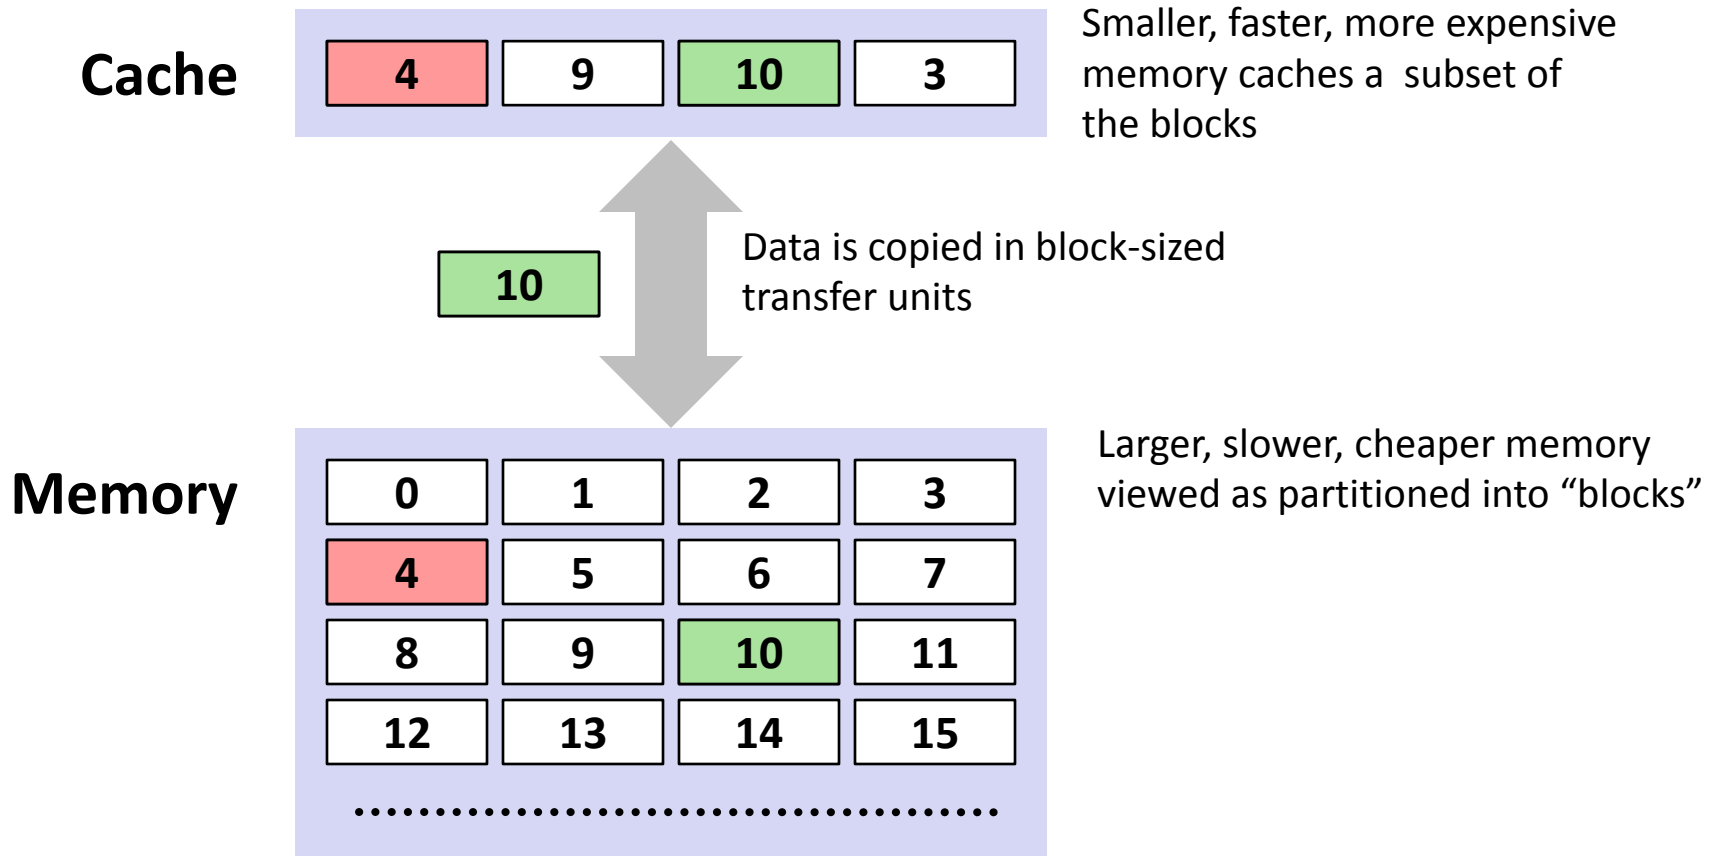 Cache
4 9 10 3
Smaller, faster, more expensive
memory caches a  subset of
the blocks
10
Data is copied in block-sized
transfer units
Memory
0 1 2 3
4 5 6 7
8 9 10 11
12 13 14 15
Larger, slower, cheaper memory
viewed as partitioned into “blocks”